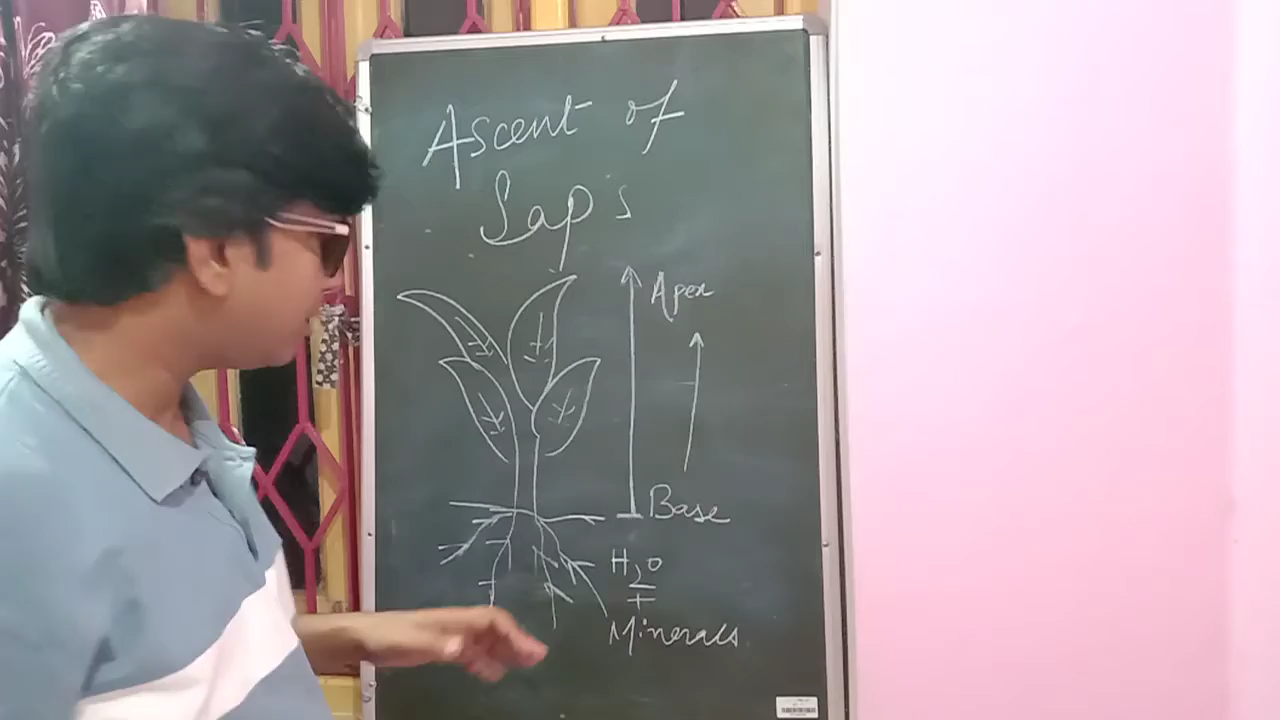 Ascent of
Sap's
Apex
Base
H2O
+
Minerals